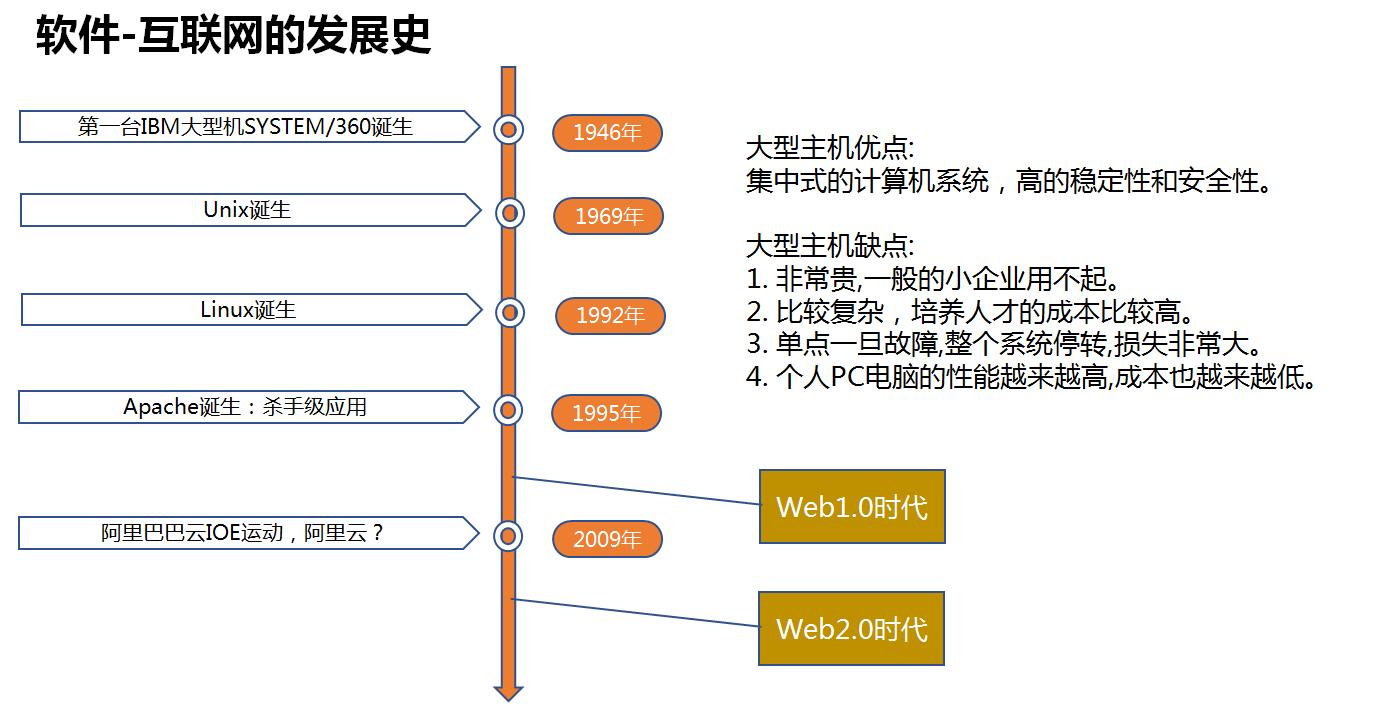 软件-互联网的发展史
第一台IBM大型机SYSTEM/360诞生
1946年
Unix诞生
1969年
Linux诞生
1992年
Apache诞生：杀手级应用
1995年
阿里巴巴云IOE运动，阿里云？
2009年
大型主机优点:
集中式的计算机系统，高的稳定性和安全性。
大型主机缺点:
1. 非常贵,一般的小企业用不起。
2. 比较复杂，培养人才的成本比较高。
3. 单点一旦故障,整个系统停转,损失非常大。
4. 个人PC电脑的性能越来越高,成本也越来越低。
Web1.0时代
Web2.0时代